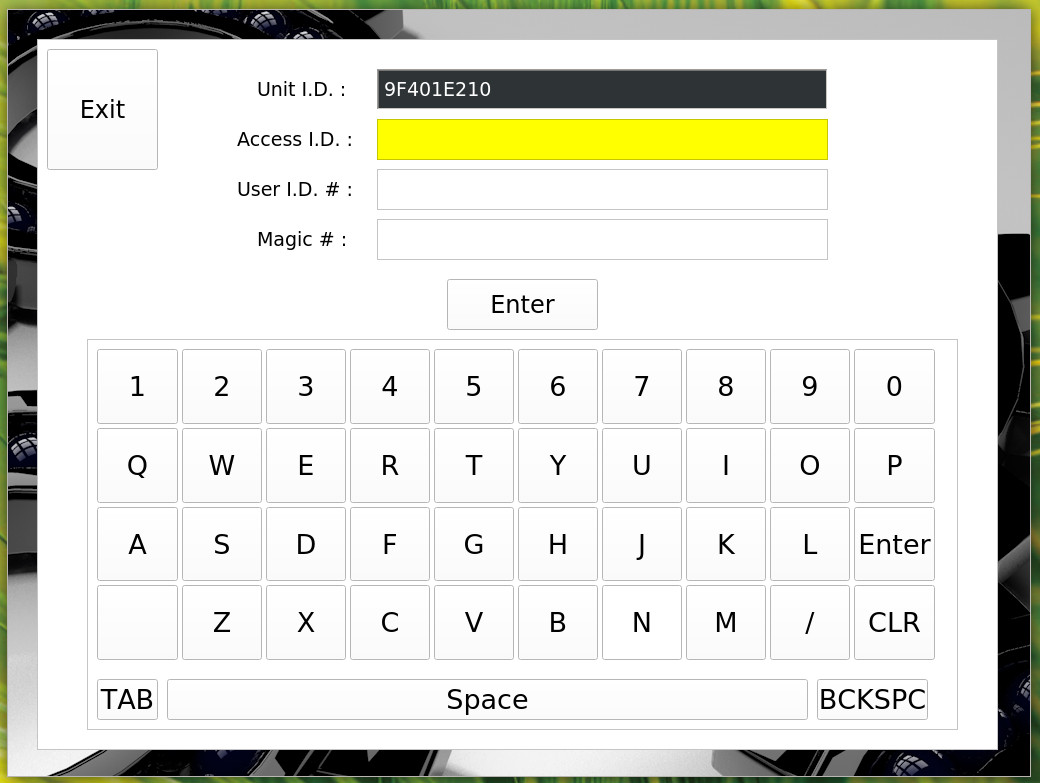 Exit
Unit I.D. :
9F401E210
Access I.D. :
User I.D. # :
Magic # :
Enter
1 2 3 4 5 6 7 8 9 0
Q W E R T Y U I O P
A S D F G H J K L Enter
Z X C V B N M / CLR
TAB Space BCKSPC